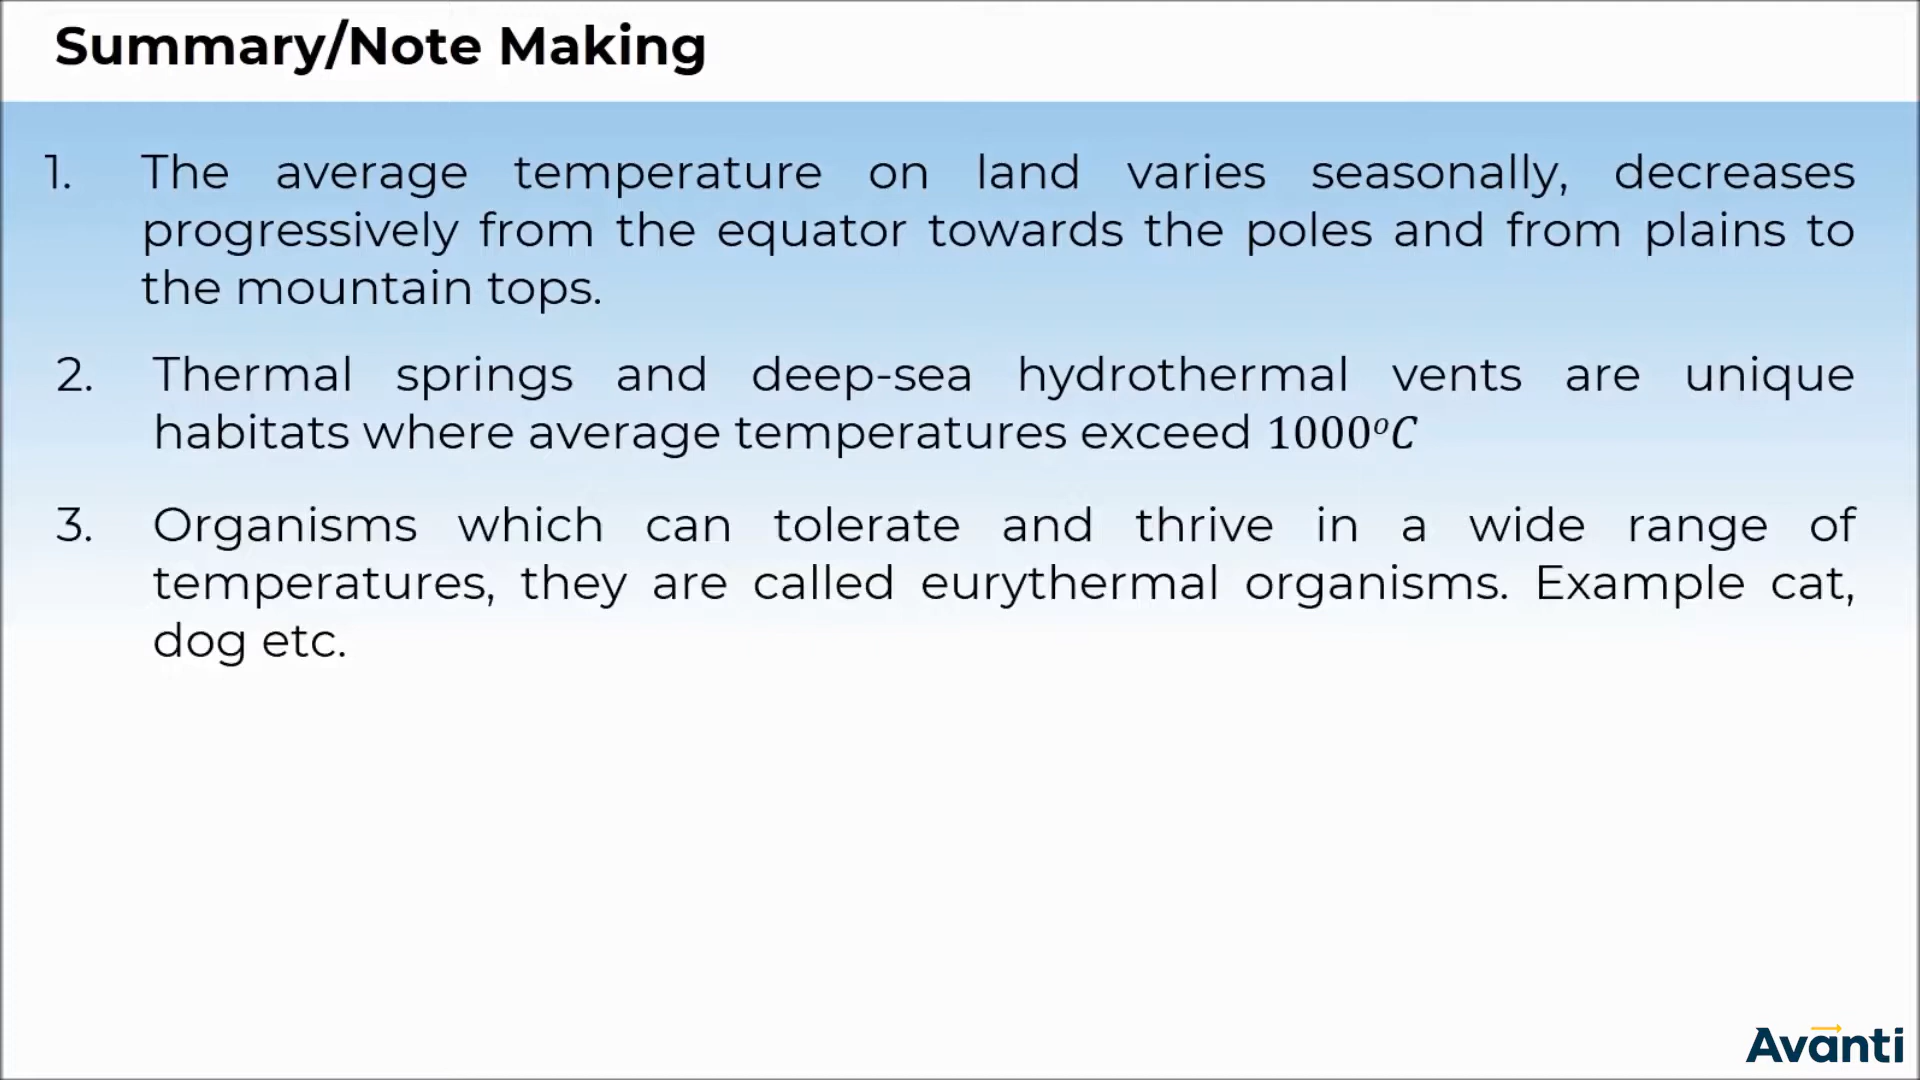 Summary/Note Making
1. The average temperature on land varies seasonally, decreases
progressively from the equator towards the poles and from plains to
the mountain tops.
2. Thermal springs and deep-sea hydrothermal vents are unique
habitats where average temperatures exceed 1000°C
3. Organisms which can tolerate and thrive in a wide range of
temperatures, they are called eurythermal organisms. Example cat,
dog etc.
Avanti